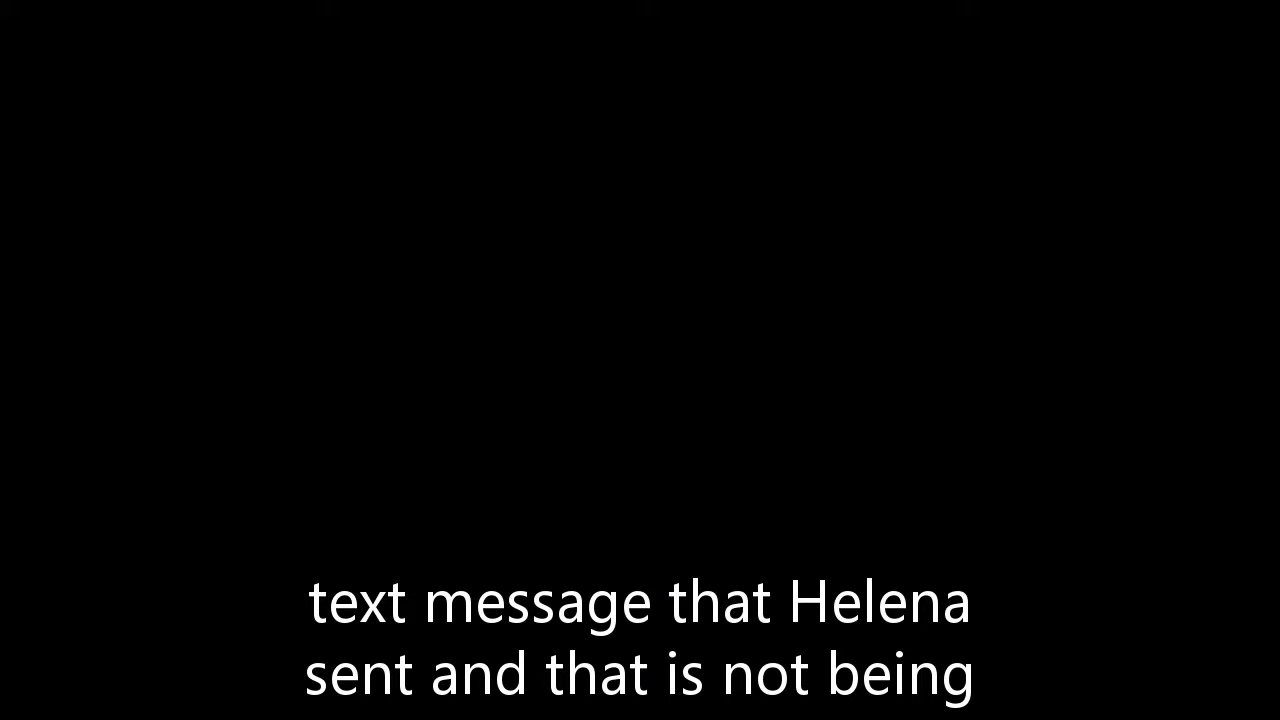 text message that Helena
sent and that is not being